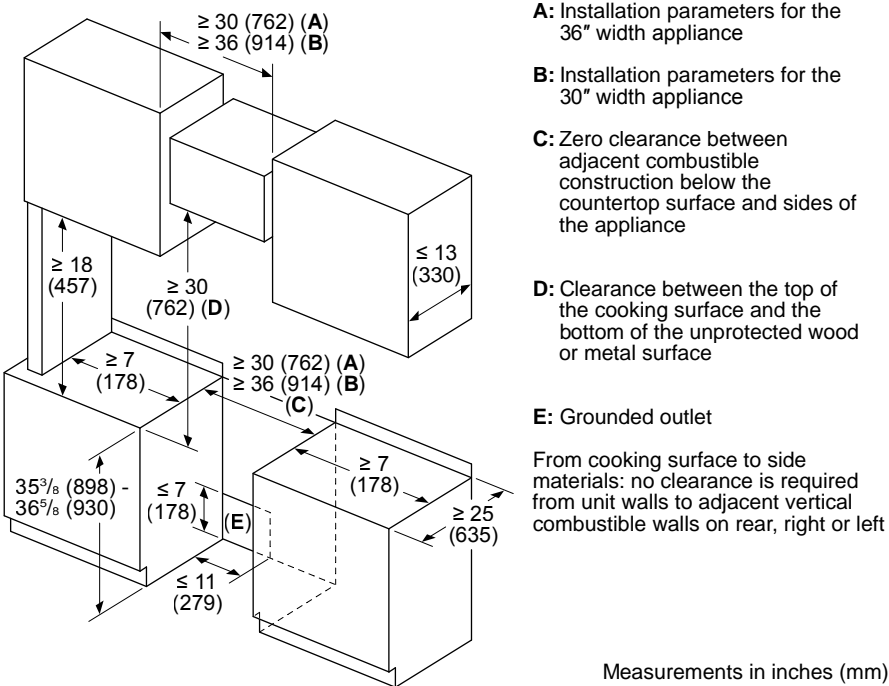 ≥ 30 (762) (A)
≥ 36 (914) (B)
≥ 18
(457)
≥ 30
(762) (D)
≤ 13
(330)
≥ 7
(178)
≥ 30 (762) (A)
≥ 36 (914) (B)
(C)
≥ 7
(178)
35³/₈ (898) -
36⁵/₈ (930)
≤ 7
(178)
(E)
≥ 25
(635)
≤ 11
(279)
A: Installation parameters for the
36″ width appliance
B: Installation parameters for the
30″ width appliance
C: Zero clearance between
adjacent combustible
construction below the
countertop surface and sides of
the appliance
D: Clearance between the top of
the cooking surface and the
bottom of the unprotected wood
or metal surface
E: Grounded outlet
From cooking surface to side
materials: no clearance is required
from unit walls to adjacent vertical
combustible walls on rear, right or left
Measurements in inches (mm)